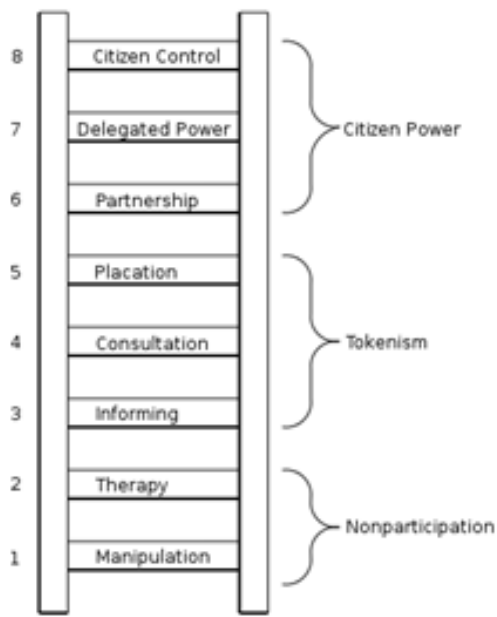 8 Citizen Control
7 Delegated Power Citizen Power
6 Partnership
5 Placation
4 Consultation Tokenism
3 Informing
2 Therapy
Nonparticipation
1 Manipulation